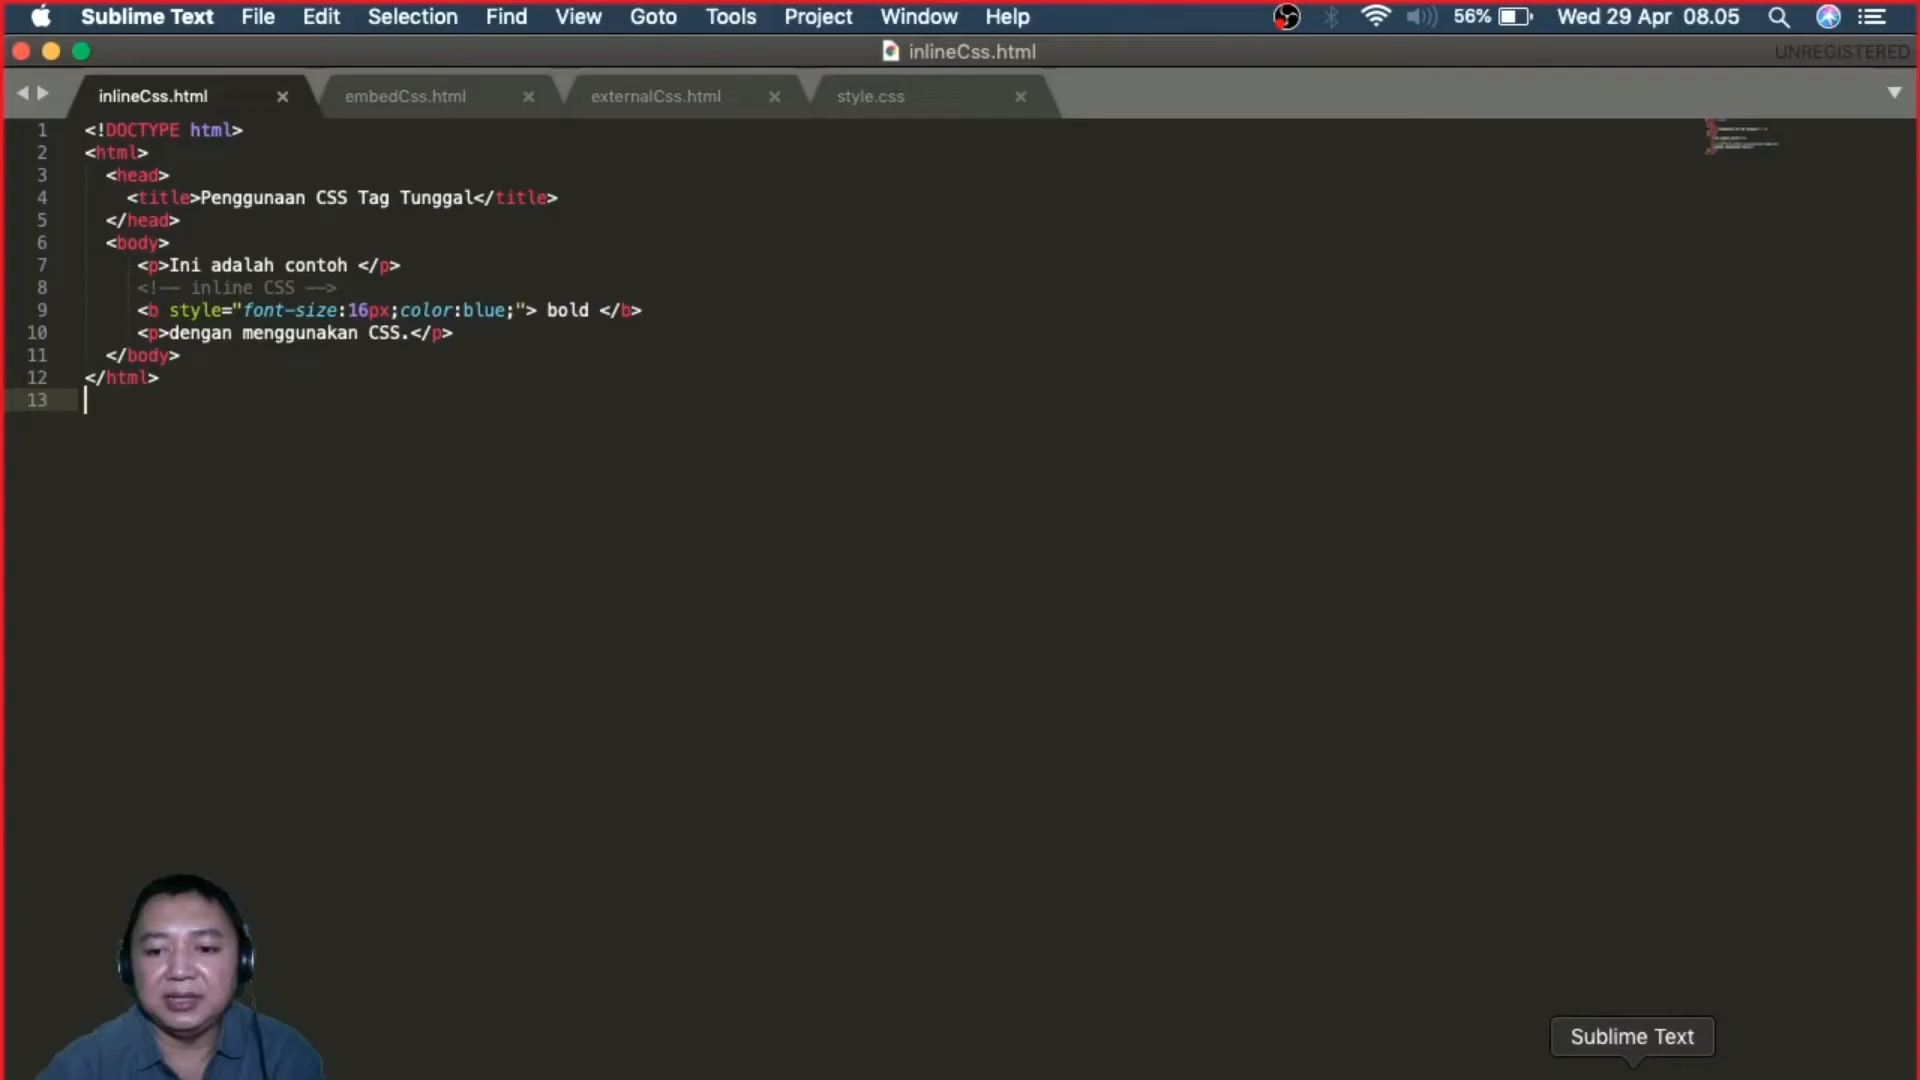 Sublime Text File Edit Selection Find View Goto Tools Project Window Help 56% Wed 29 Apr 08.05
inlineCss.html UNREGISTERED
inlineCss.html embedCss.html externalCss.html style.css
1 <!DOCTYPE html>
2 <html>
3 <head>
4 <title>Penggunaan CSS Tag Tunggal</title>
5 </head>
6 <body>
7 <p>Ini adalah contoh </p>
8 <!-- inline CSS -->
9 <b style="font-size:16px;color:blue;"> bold </b>
10 <p>dengan menggunakan CSS.</p>
11 </body>
12 </html>
13
Sublime Text